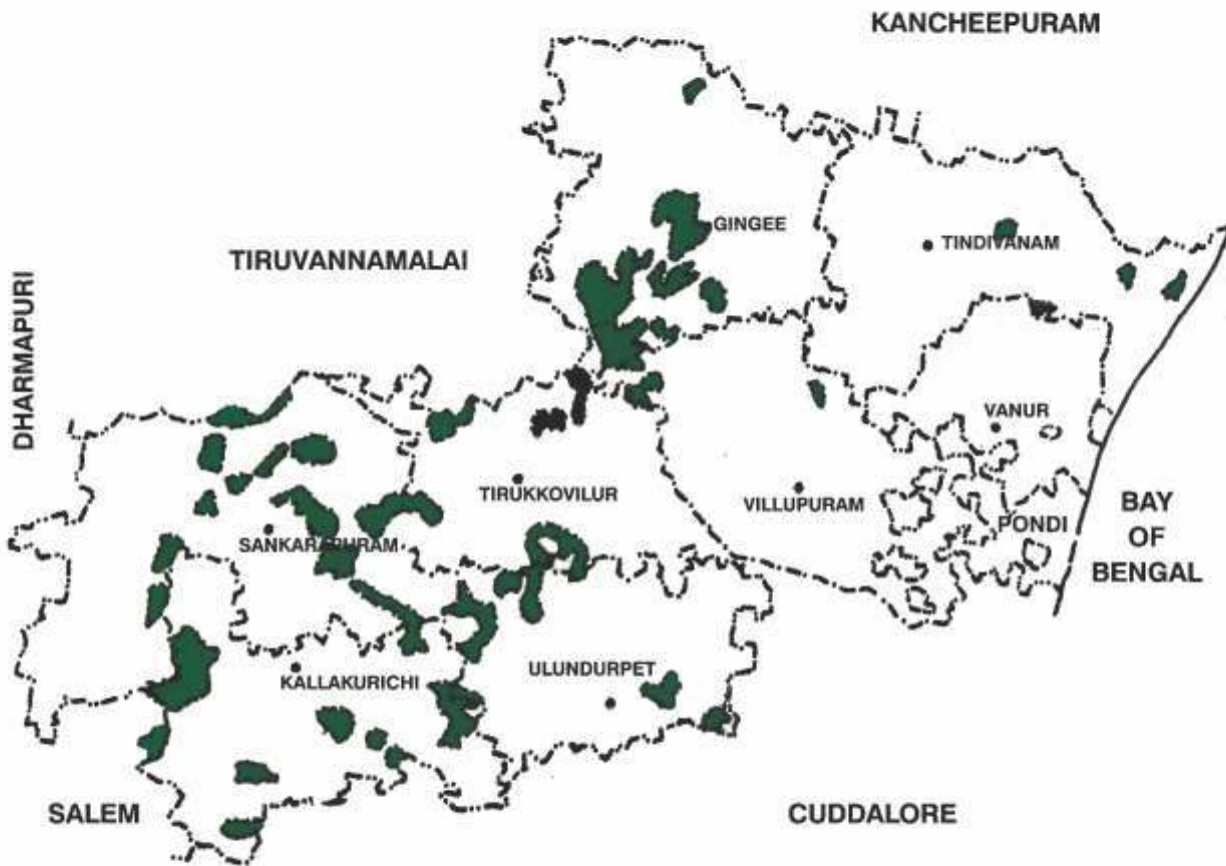 KANCHEEPURAM
GINGEE
TINDIVANAM
TIRUVANNAMALAI
DHARMAPURI
VANUR
TIRUKKOVILUR
VILLUPURAM
PONDI
BAY
OF
BENGAL
SANKARAPURAM
KALLAKURICHI
ULUNDURPET
SALEM
CUDDALORE